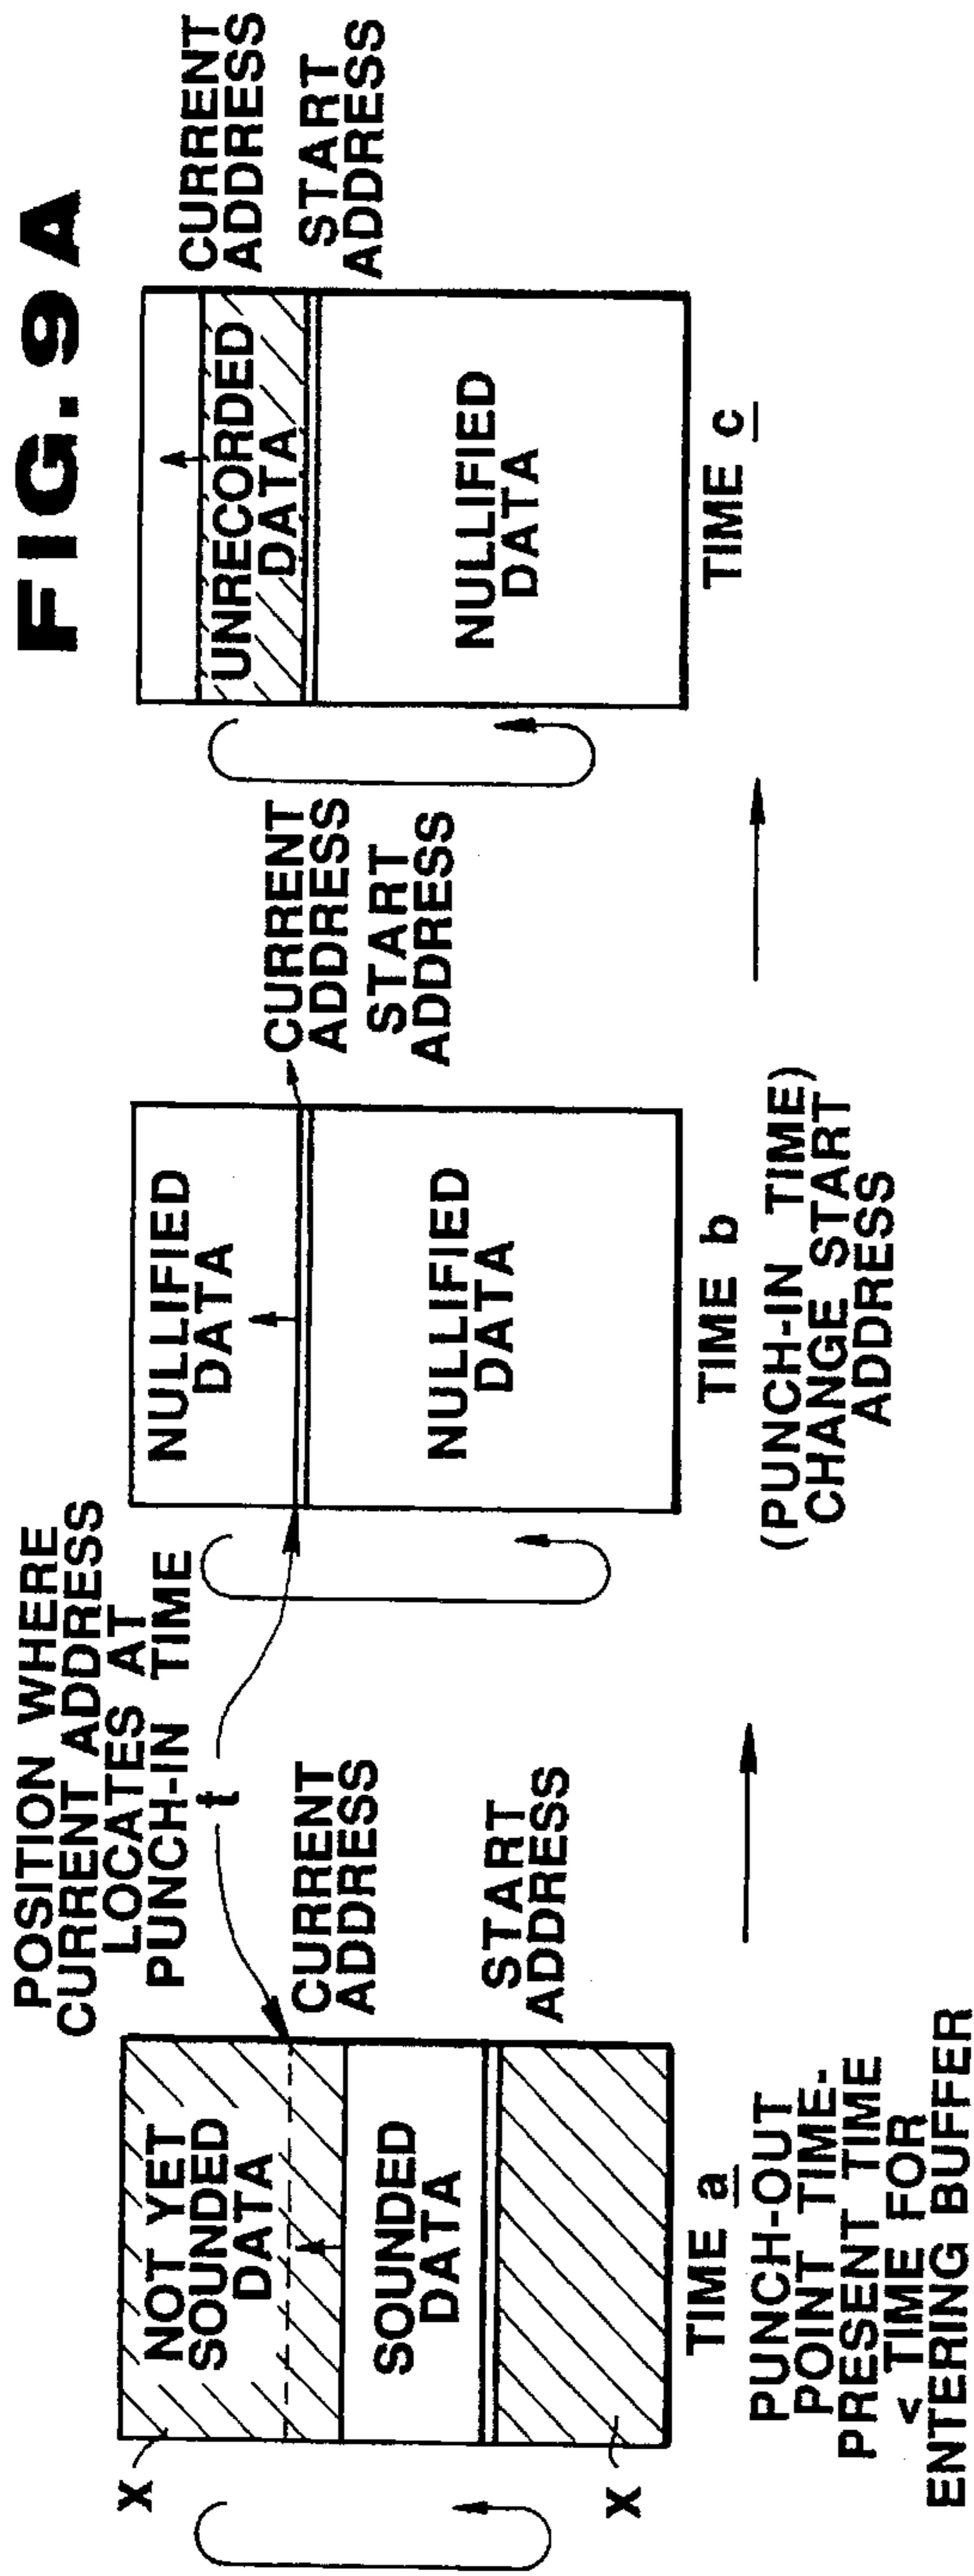 FIG. 9A
POSITION WHERE
CURRENT ADDRESS
LOCATES AT
PUNCH-IN TIME
t
X
NOT YET
SOUNDED
DATA
SOUNDED
DATA
X
CURRENT
ADDRESS
START
ADDRESS
TIME a
PUNCH-OUT
POINT TIME-
PRESENT TIME
< TIME FOR
ENTERING BUFFER
NULLIFIED
DATA
NULLIFIED
DATA
CURRENT
ADDRESS
START
ADDRESS
TIME b
(PUNCH-IN TIME)
CHANGE START
ADDRESS
UNRECORDED
DATA
NULLIFIED
DATA
CURRENT
ADDRESS
START
ADDRESS
TIME c